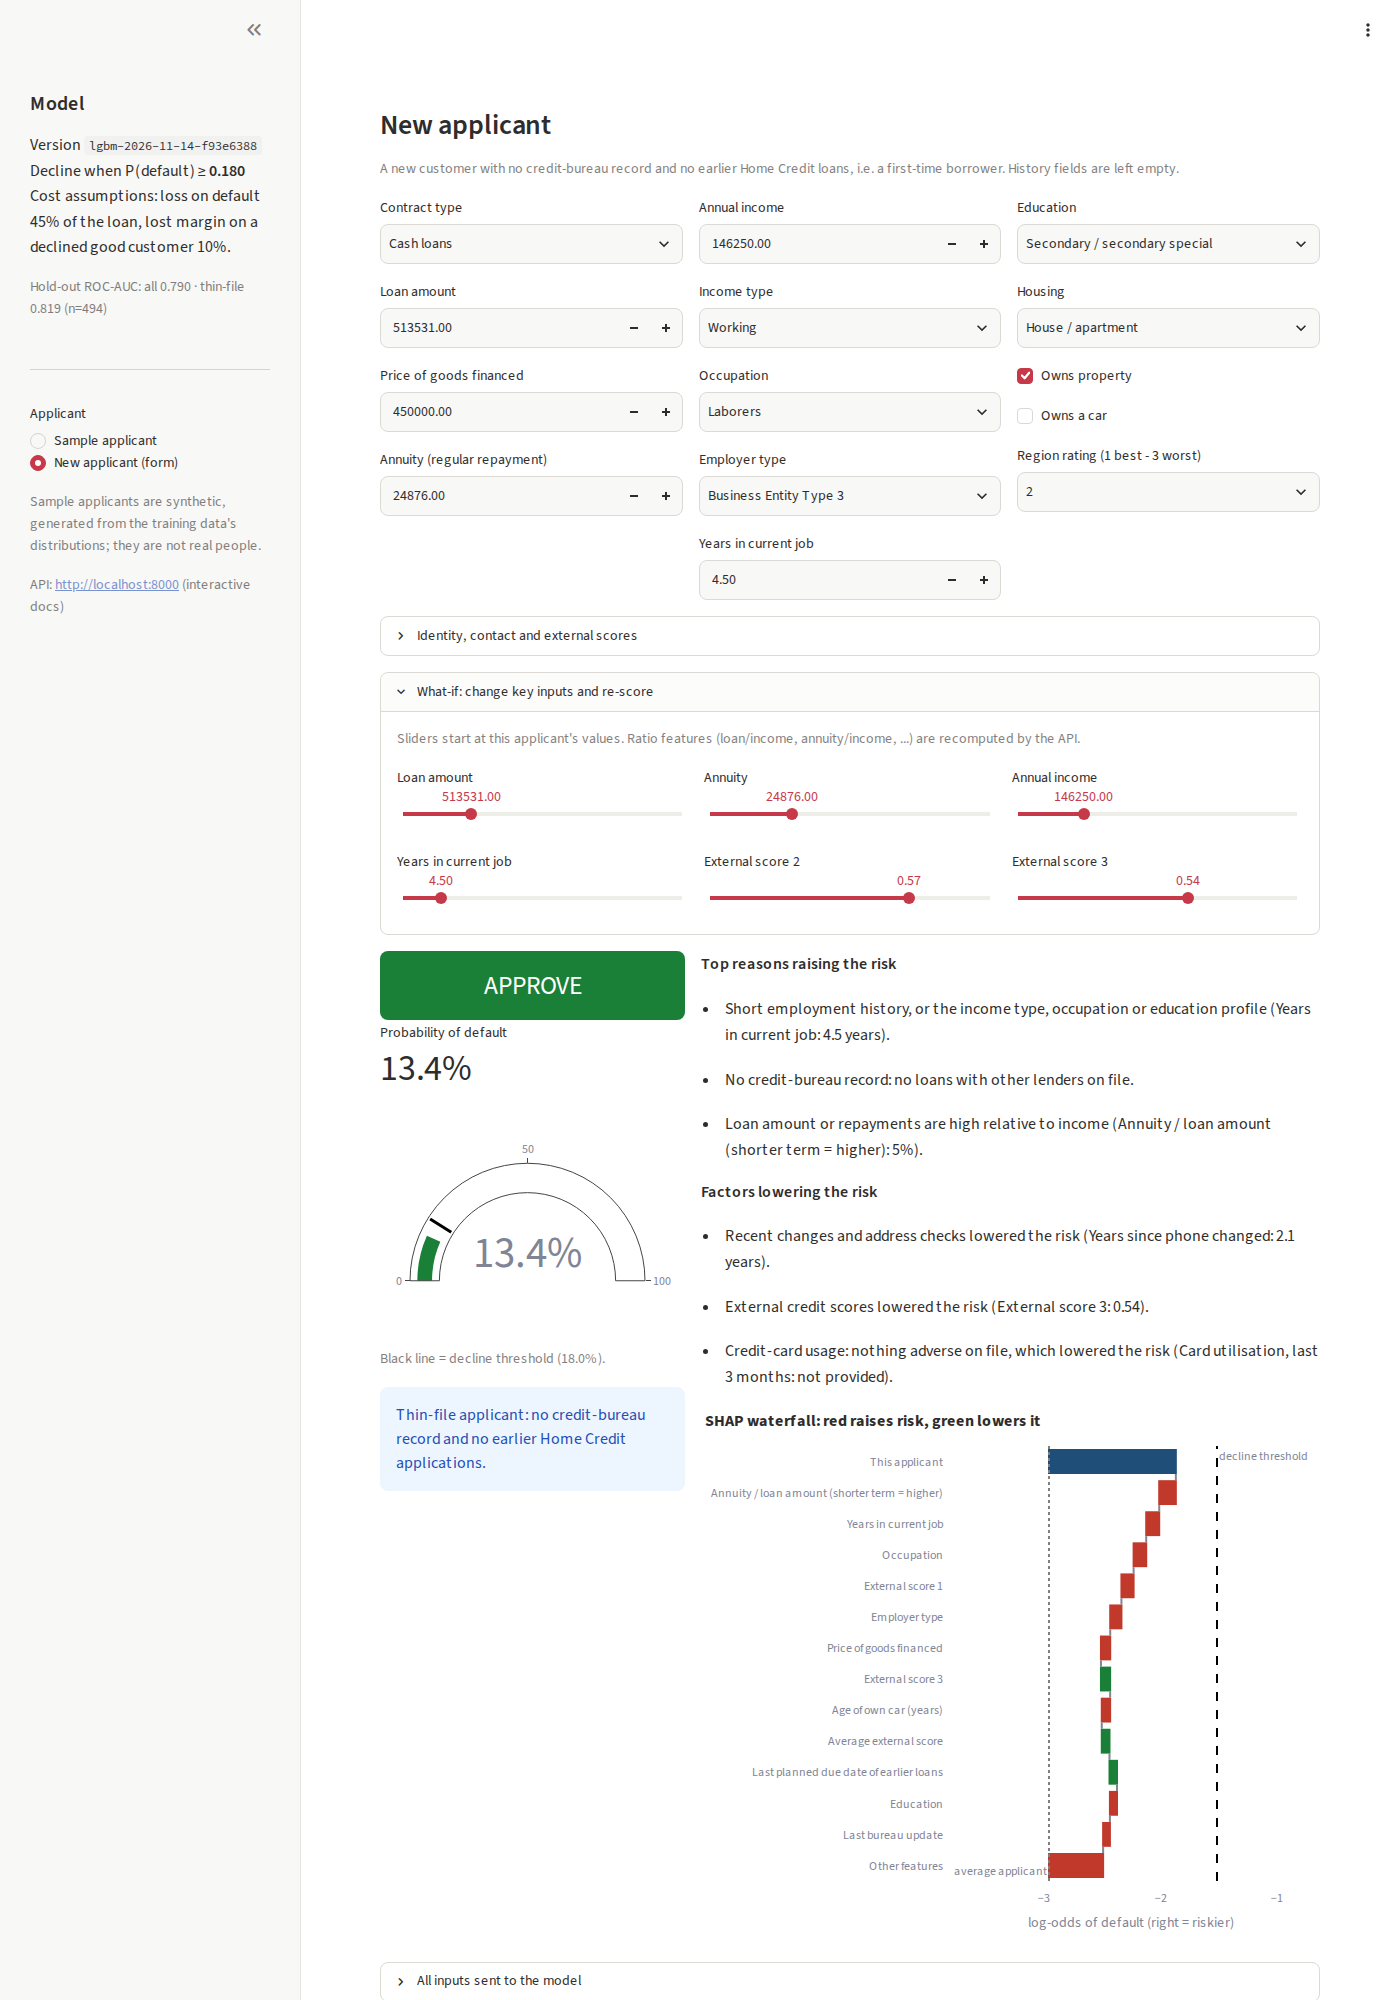 Model
Version lgbm-2026-11-14-f93e6388
Decline when P(default) ≥ 0.180
Cost assumptions: loss on default
45% of the loan, lost margin on a
declined good customer 10%.
Hold-out ROC-AUC: all 0.790 · thin-file
0.819 (n=494)
Applicant
Sample applicant
New applicant (form)
Sample applicants are synthetic,
generated from the training data's
distributions; they are not real people.
API: http://localhost:8000 (interactive
docs)
New applicant
A new customer with no credit-bureau record and no earlier Home Credit loans, i.e. a first-time borrower. History fields are left empty.
Contract type
Cash loans
Loan amount
513531.00
Price of goods financed
450000.00
Annuity (regular repayment)
24876.00
Annual income
146250.00
Income type
Working
Occupation
Laborers
Employer type
Business Entity Type 3
Years in current job
4.50
Education
Secondary / secondary special
Housing
House / apartment
Owns property
Owns a car
Region rating (1 best - 3 worst)
2
Identity, contact and external scores
What-if: change key inputs and re-score
Sliders start at this applicant's values. Ratio features (loan/income, annuity/income, ...) are recomputed by the API.
Loan amount
513531.00
Annuity
24876.00
Annual income
146250.00
Years in current job
4.50
External score 2
0.57
External score 3
0.54
APPROVE
Probability of default
13.4%
50
13.4%
0
100
Black line = decline threshold (18.0%).
Thin-file applicant: no credit-bureau
record and no earlier Home Credit
applications.
Top reasons raising the risk
Short employment history, or the income type, occupation or education profile (Years
in current job: 4.5 years).
No credit-bureau record: no loans with other lenders on file.
Loan amount or repayments are high relative to income (Annuity / loan amount
(shorter term = higher): 5%).
Factors lowering the risk
Recent changes and address checks lowered the risk (Years since phone changed: 2.1
years).
External credit scores lowered the risk (External score 3: 0.54).
Credit-card usage: nothing adverse on file, which lowered the risk (Card utilisation, last
3 months: not provided).
SHAP waterfall: red raises risk, green lowers it
This applicant
decline threshold
Annuity / loan amount (shorter term = higher)
Years in current job
Occupation
External score 1
Employer type
Price of goods financed
External score 3
Age of own car (years)
Average external score
Last planned due date of earlier loans
Education
Last bureau update
Other features
average applicant
−3
−2
−1
log-odds of default (right = riskier)
All inputs sent to the model